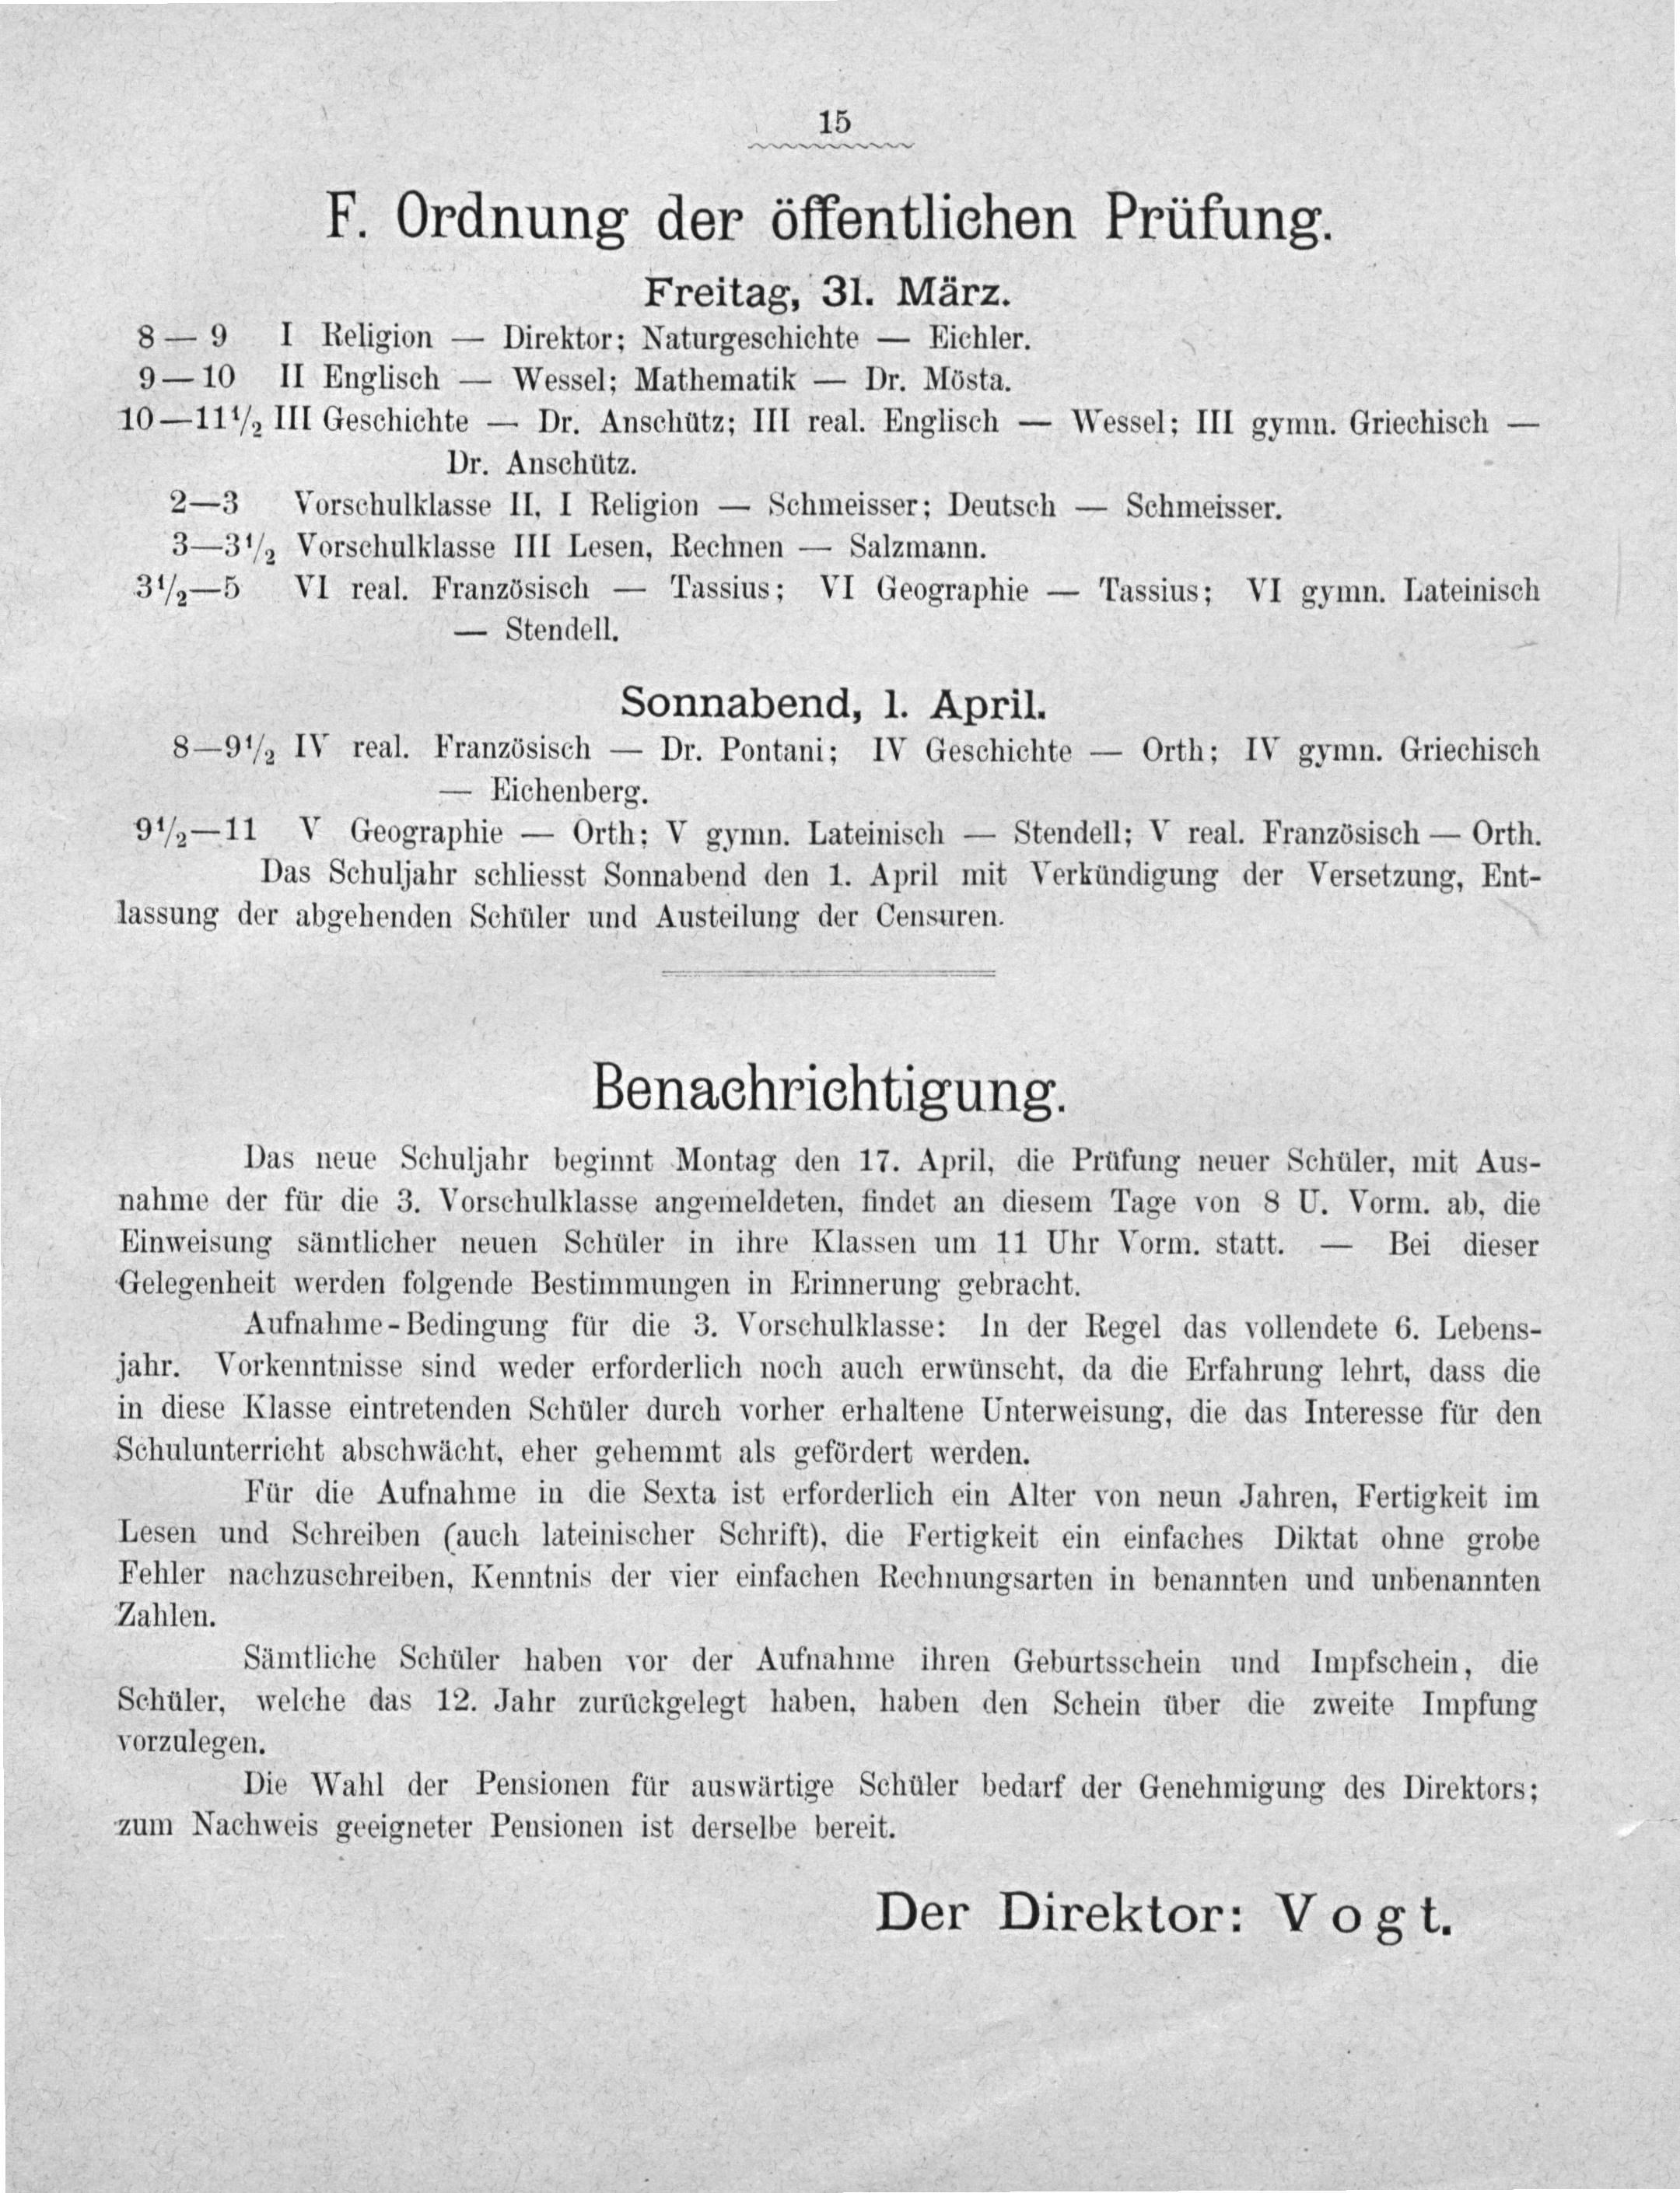 15
F. Ordnung der öffentlichen Prüfung.
Freitag, 31. März.
8 — 9 I Religion — Direktor; Naturgeschichte — Eichler.
9—10 II Englisch — Wessel; Mathematik — Dr. Mösta.
10—11½ III Geschichte — Dr. Anschütz; III real. Englisch — Wessel; III gymn. Griechisch —
Dr. Anschütz.
2—3 Vorschulklasse II, I Religion — Schmeisser; Deutsch — Schmeisser.
3—3½ Vorschulklasse III Lesen, Rechnen — Salzmann.
3½—5 VI real. Französisch — Tassius; VI Geographie — Tassius; VI gymn. Lateinisch
— Stendell.
Sonnabend, 1. April.
8—9½ IV real. Französisch — Dr. Pontani; IV Geschichte — Orth; IV gymn. Griechisch
— Eichenberg.
9½—11 V Geographie — Orth; V gymn. Lateinisch — Stendell; V real. Französisch — Orth.
Das Schuljahr schliesst Sonnabend den 1. April mit Verkündigung der Versetzung, Ent-
lassung der abgehenden Schüler und Austeilung der Censuren.
Benachrichtigung.
Das neue Schuljahr beginnt Montag den 17. April, die Prüfung neuer Schüler, mit Aus-
nahme der für die 3. Vorschulklasse angemeldeten, findet an diesem Tage von 8 U. Vorm. ab, die
Einweisung sämtlicher neuen Schüler in ihre Klassen um 11 Uhr Vorm. statt. — Bei dieser
Gelegenheit werden folgende Bestimmungen in Erinnerung gebracht.
Aufnahme-Bedingung für die 3. Vorschulklasse: In der Regel das vollendete 6. Lebens-
jahr. Vorkenntnisse sind weder erforderlich noch auch erwünscht, da die Erfahrung lehrt, dass die
in diese Klasse eintretenden Schüler durch vorher erhaltene Unterweisung, die das Interesse für den
Schulunterricht abschwächt, eher gehemmt als gefördert werden.
Für die Aufnahme in die Sexta ist erforderlich ein Alter von neun Jahren, Fertigkeit im
Lesen und Schreiben (auch lateinischer Schrift), die Fertigkeit ein einfaches Diktat ohne grobe
Fehler nachzuschreiben, Kenntnis der vier einfachen Rechnungsarten in benannten und unbenannten
Zahlen.
Sämtliche Schüler haben vor der Aufnahme ihren Geburtsschein und Impfschein, die
Schüler, welche das 12. Jahr zurückgelegt haben, haben den Schein über die zweite Impfung
vorzulegen.
Die Wahl der Pensionen für auswärtige Schüler bedarf der Genehmigung des Direktors;
zum Nachweis geeigneter Pensionen ist derselbe bereit.
Der Direktor: Vogt.